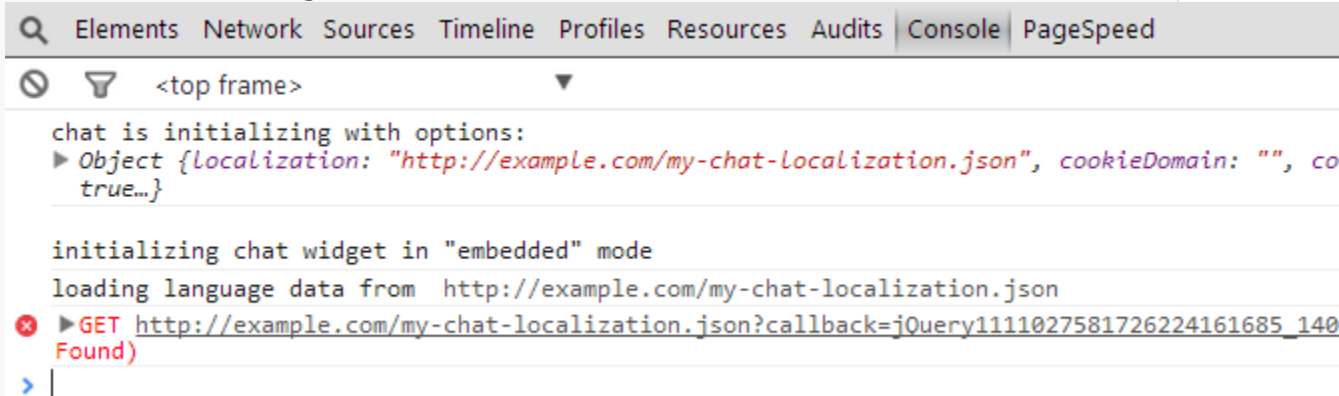 Elements Network Sources Timeline Profiles Resources Audits Console PageSpeed
<top frame>
chat is initializing with options:
Object {localization: "http://example.com/my-chat-localization.json", cookieDomain: "", co
true…}
initializing chat widget in "embedded" mode
loading language data from http://example.com/my-chat-localization.json
GET http://example.com/my-chat-localization.json?callback=jQuery1111027581726224161685_140
Found)